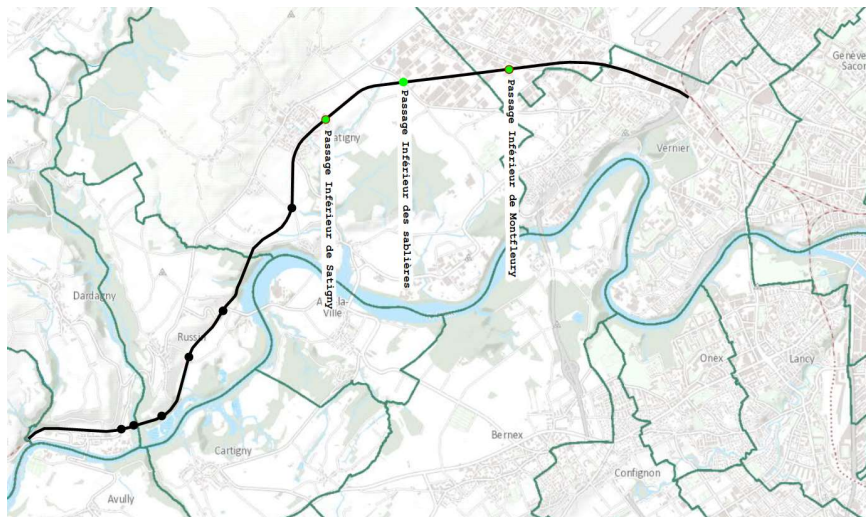 Genève
Sacon
Vernier
Satigny
Passage Inférieur de Satigny
Passage Inférieur des sablières
Passage Inférieur de Montfleury
Dardagny
Russin
Aire-la-
Ville
Onex
Lancy
Bernex
Cartigny
Confignon
Avully